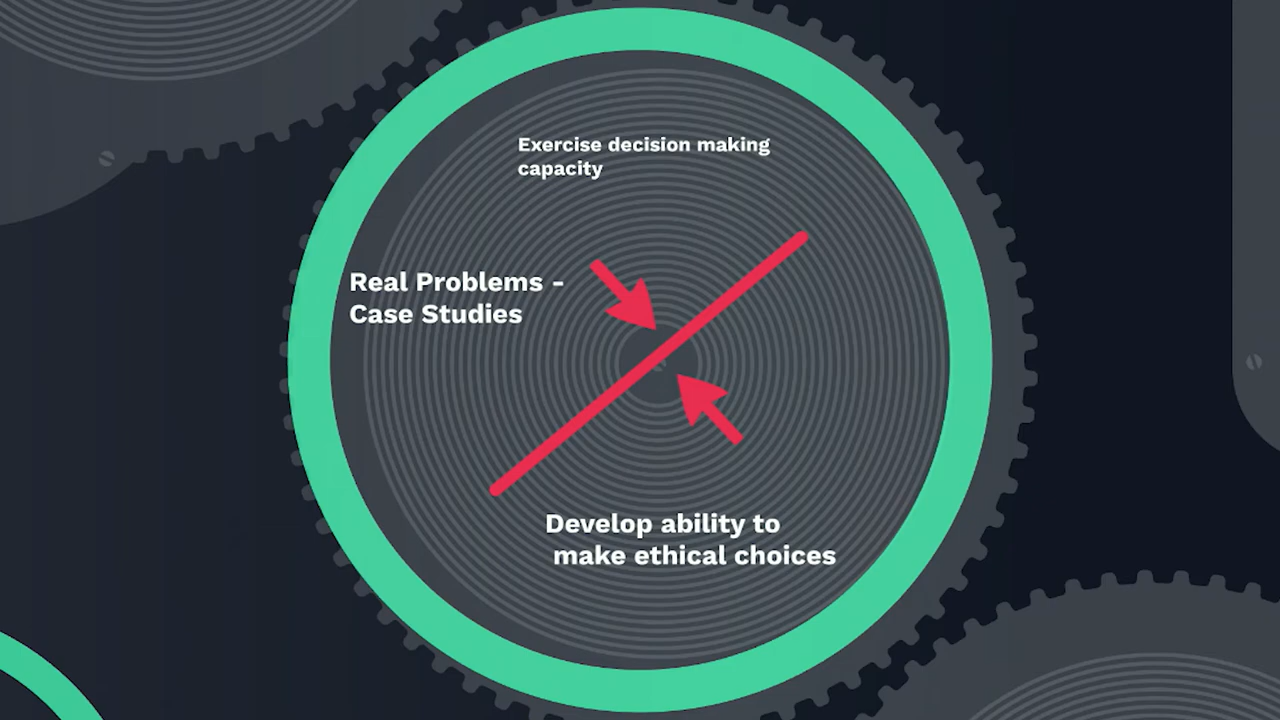 Exercise decision making
capacity
Real Problems -
Case Studies
Develop ability to
make ethical choices